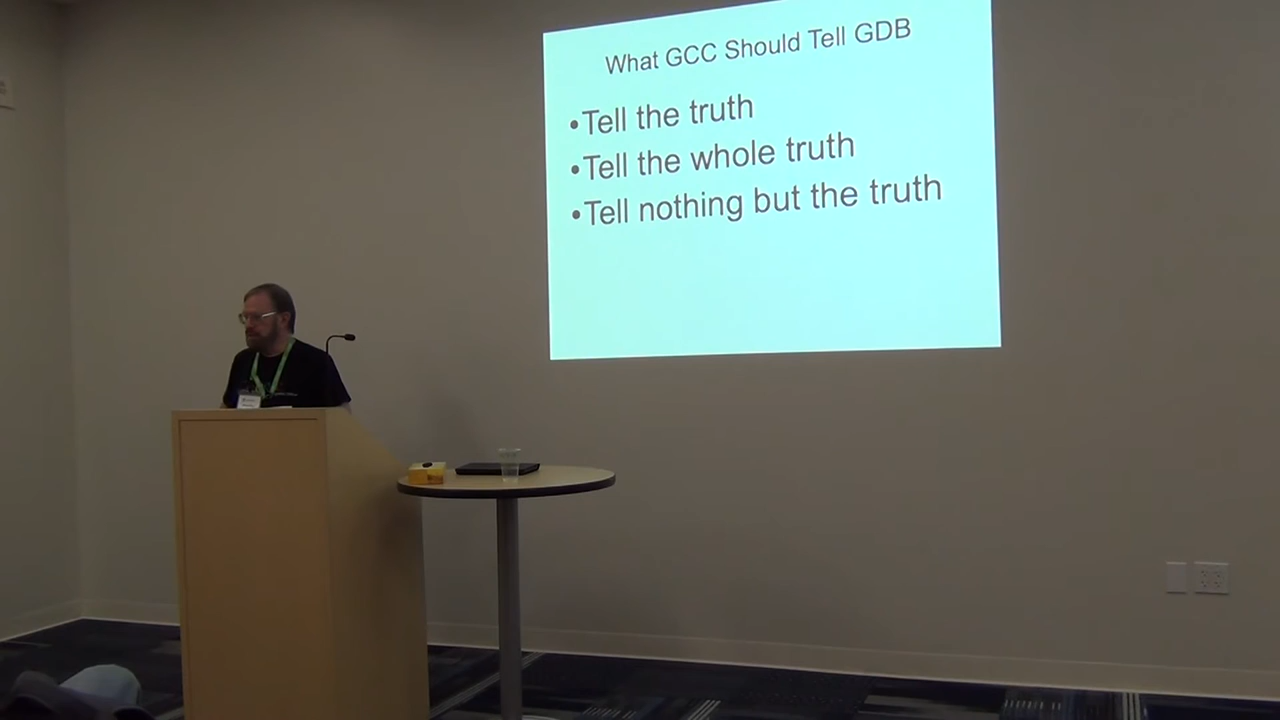 What GCC Should Tell GDB
•Tell the truth
•Tell the whole truth
•Tell nothing but the truth